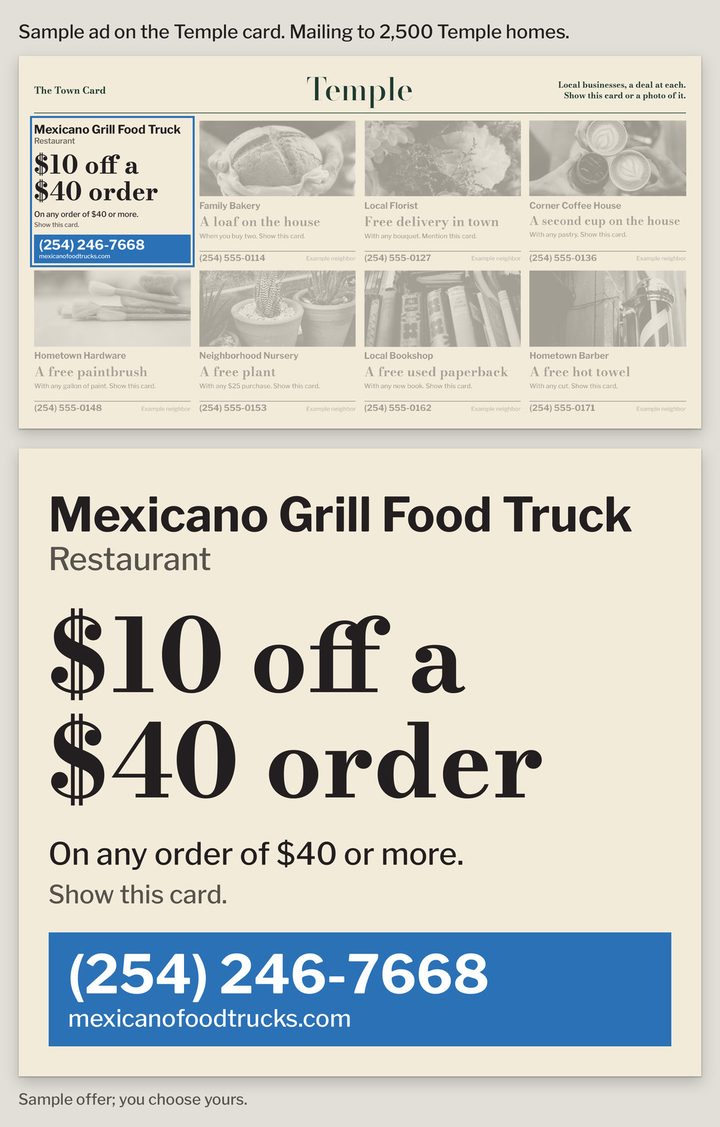 Sample ad on the Temple card. Mailing to 2,500 Temple homes.
The Town Card
Temple
Local businesses, a deal at each.
Show this card or a photo of it.
Mexicano Grill Food Truck
Restaurant
$10 off a
$40 order
On any order of $40 or more.
Show this card.
(254) 246-7668
mexicanofoodtrucks.com
Family Bakery
A loaf on the house
When you buy two. Show this card.
(254) 555-0114 Example neighbor
Local Florist
Free delivery in town
With any bouquet. Mention this card.
(254) 555-0127 Example neighbor
Corner Coffee House
A second cup on the house
With any pastry. Show this card.
(254) 555-0136 Example neighbor
Hometown Hardware
A free paintbrush
With any gallon of paint. Show this card.
(254) 555-0148 Example neighbor
Neighborhood Nursery
A free plant
With any $25 purchase. Show this card.
(254) 555-0153 Example neighbor
Local Bookshop
A free used paperback
With any new book. Show this card.
(254) 555-0162 Example neighbor
Hometown Barber
A free hot towel
With any cut. Show this card.
(254) 555-0171 Example neighbor
Mexicano Grill Food Truck
Restaurant
$10 off a
$40 order
On any order of $40 or more.
Show this card.
(254) 246-7668
mexicanofoodtrucks.com
Sample offer; you choose yours.